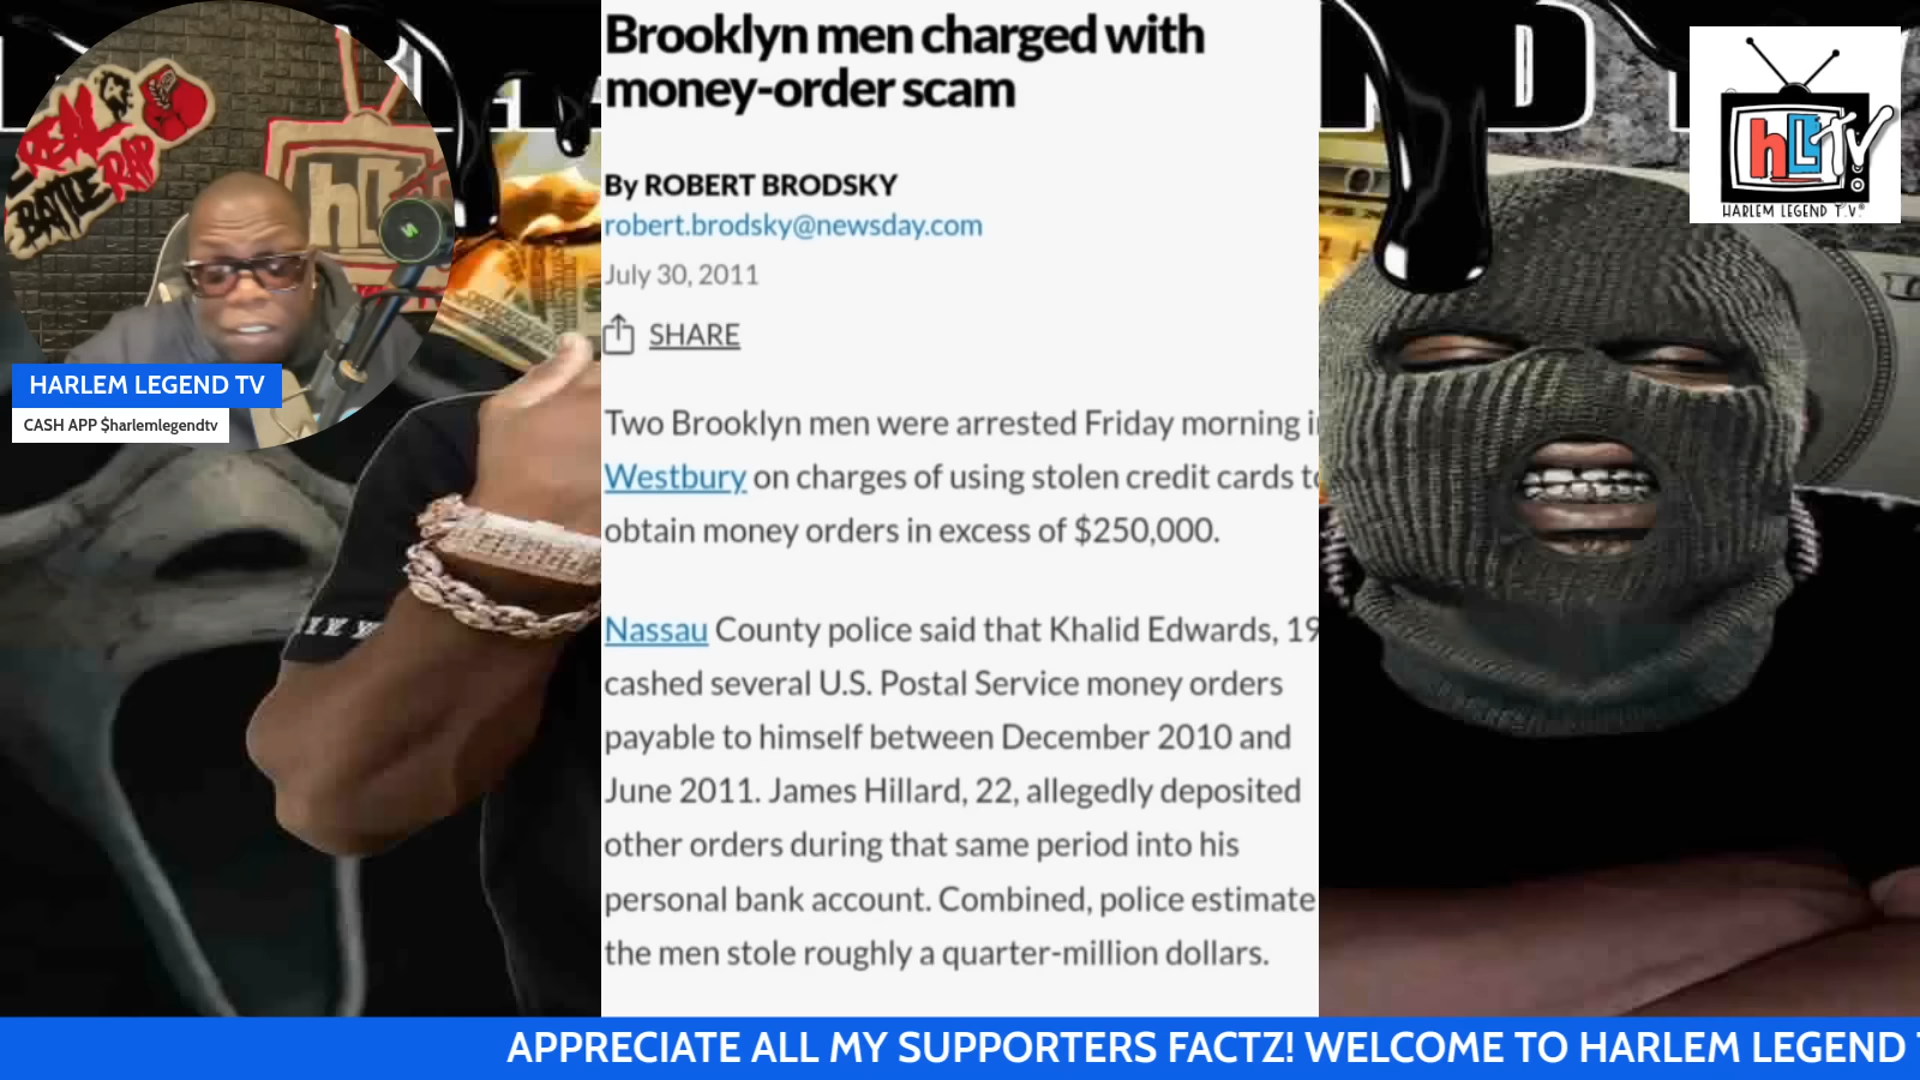 Brooklyn men charged with
money-order scam
By ROBERT BRODSKY
robert.brodsky@newsday.com
July 30, 2011
SHARE
Two Brooklyn men were arrested Friday morning
Westbury on charges of using stolen credit cards
obtain money orders in excess of $250,000.
Nassau County police said that Khalid Edwards, 19
cashed several U.S. Postal Service money orders
payable to himself between December 2010 and
June 2011. James Hillard, 22, allegedly deposited
other orders during that same period into his
personal bank account. Combined, police estimate
the men stole roughly a quarter-million dollars.
REAL
BATTLE RAP
hL
HARLEM LEGEND TV
CASH APP $harlemlegendtv
hLTV
HARLEM LEGEND T.V.
APPRECIATE ALL MY SUPPORTERS FACTZ! WELCOME TO HARLEM LEGEND